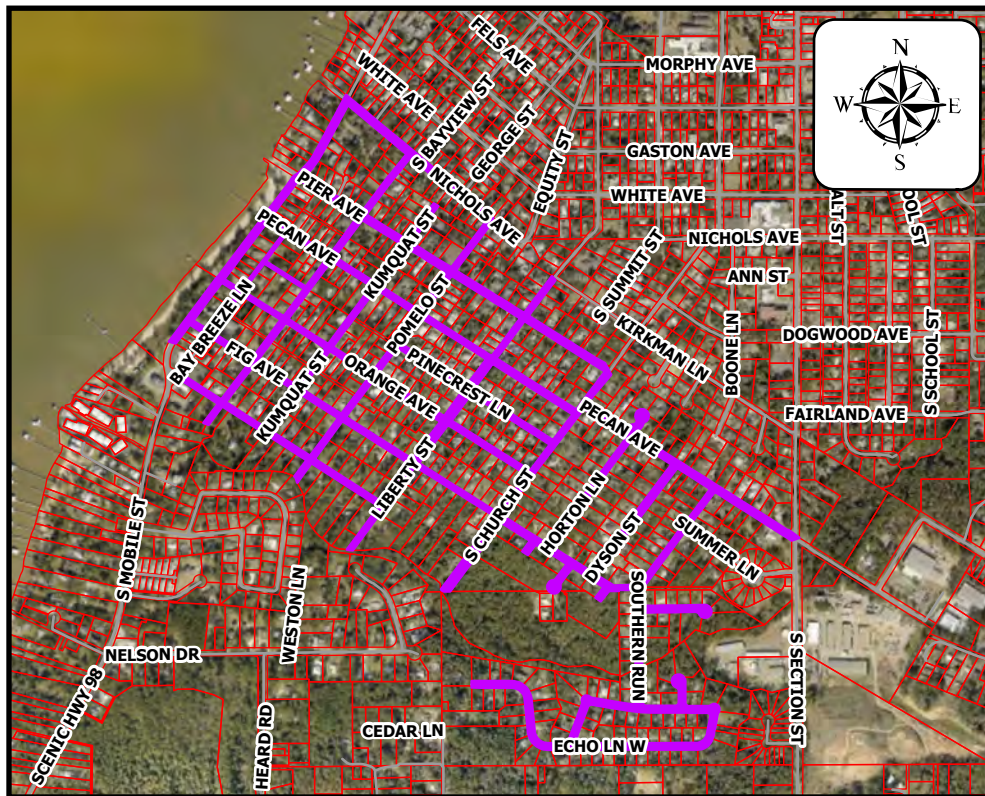 FELS AVE
WHITE AVE
MORPHY AVE
N
W
E
S
S BAYVIEW ST
GEORGE ST
EQUITY ST
GASTON AVE
NICHOLS AVE
PIER AVE
WHITE AVE
ALT ST
OOL ST
PECAN AVE
KUMQUAT ST
NICHOLS AVE
S SUMMIT ST
ANN ST
POMELO ST
BAY BREEZE LN
KIRKMAN LN
BOONE LN
DOGWOOD AVE
S SCHOOL ST
FIG AVE
KUMQUAT ST
ORANGE AVE
PINECREST LN
PECAN AVE
FAIRLAND AVE
LIBERTY ST
S CHURCH ST
HORTON LN
DYSON ST
SUMMER LN
S MOBILE ST
WESTON LN
SOUTHERN RUN
S SECTION ST
NELSON DR
SCENIC HWY 98
HEARD RD
CEDAR LN
ECHO LN W